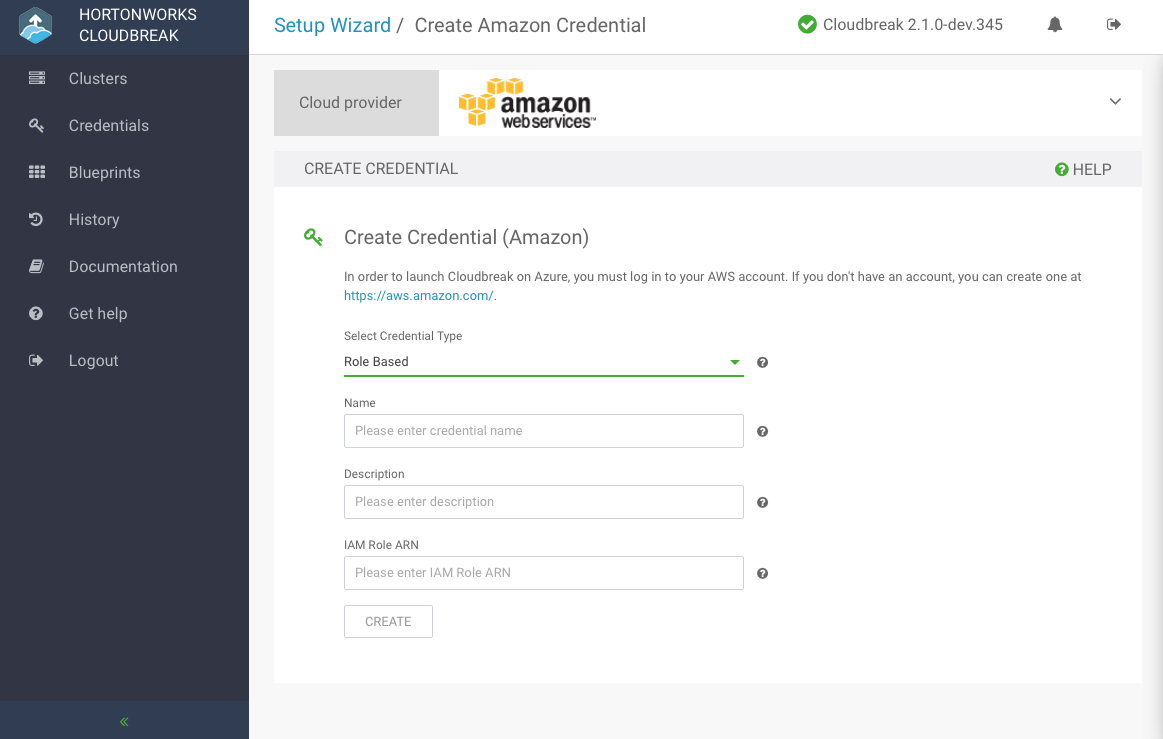 HORTONWORKS
CLOUDBREAK
Clusters
Credentials
Blueprints
History
Documentation
Get help
Logout
Setup Wizard / Create Amazon Credential
Cloudbreak 2.1.0-dev.345
Cloud provider
amazon
webservices™
CREATE CREDENTIAL
HELP
Create Credential (Amazon)
In order to launch Cloudbreak on Azure, you must log in to your AWS account. If you don't have an account, you can create one at
https://aws.amazon.com/.
Select Credential Type
Role Based
Name
Please enter credential name
Description
Please enter description
IAM Role ARN
Please enter IAM Role ARN
CREATE